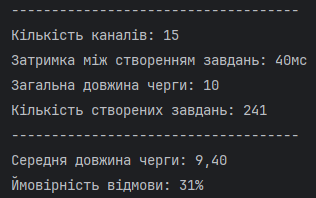 ------------------------------------
Кількість каналів: 15
Затримка між створенням завдань: 40мс
Загальна довжина черги: 10
Кількість створених завдань: 241
------------------------------------
Середня довжина черги: 9,40
Ймовірність відмови: 31%